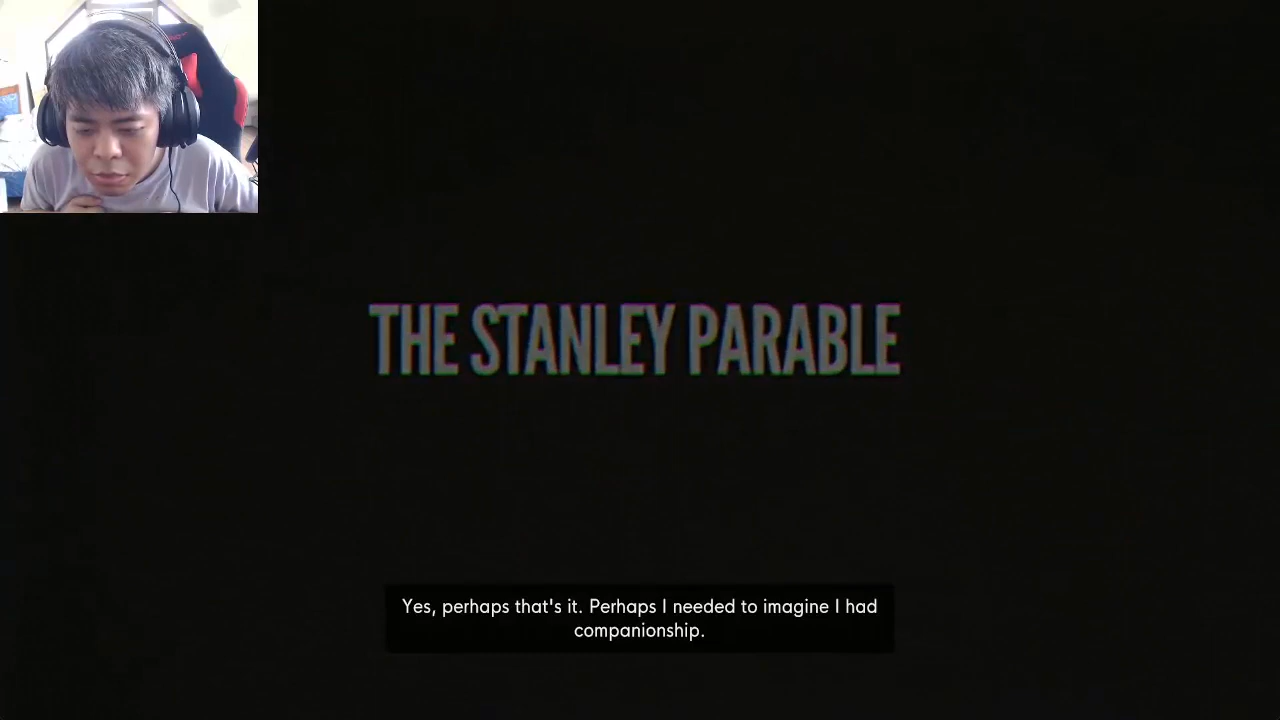 THE STANLEY PARABLE
Yes, perhaps that's it. Perhaps I needed to imagine I had
companionship.